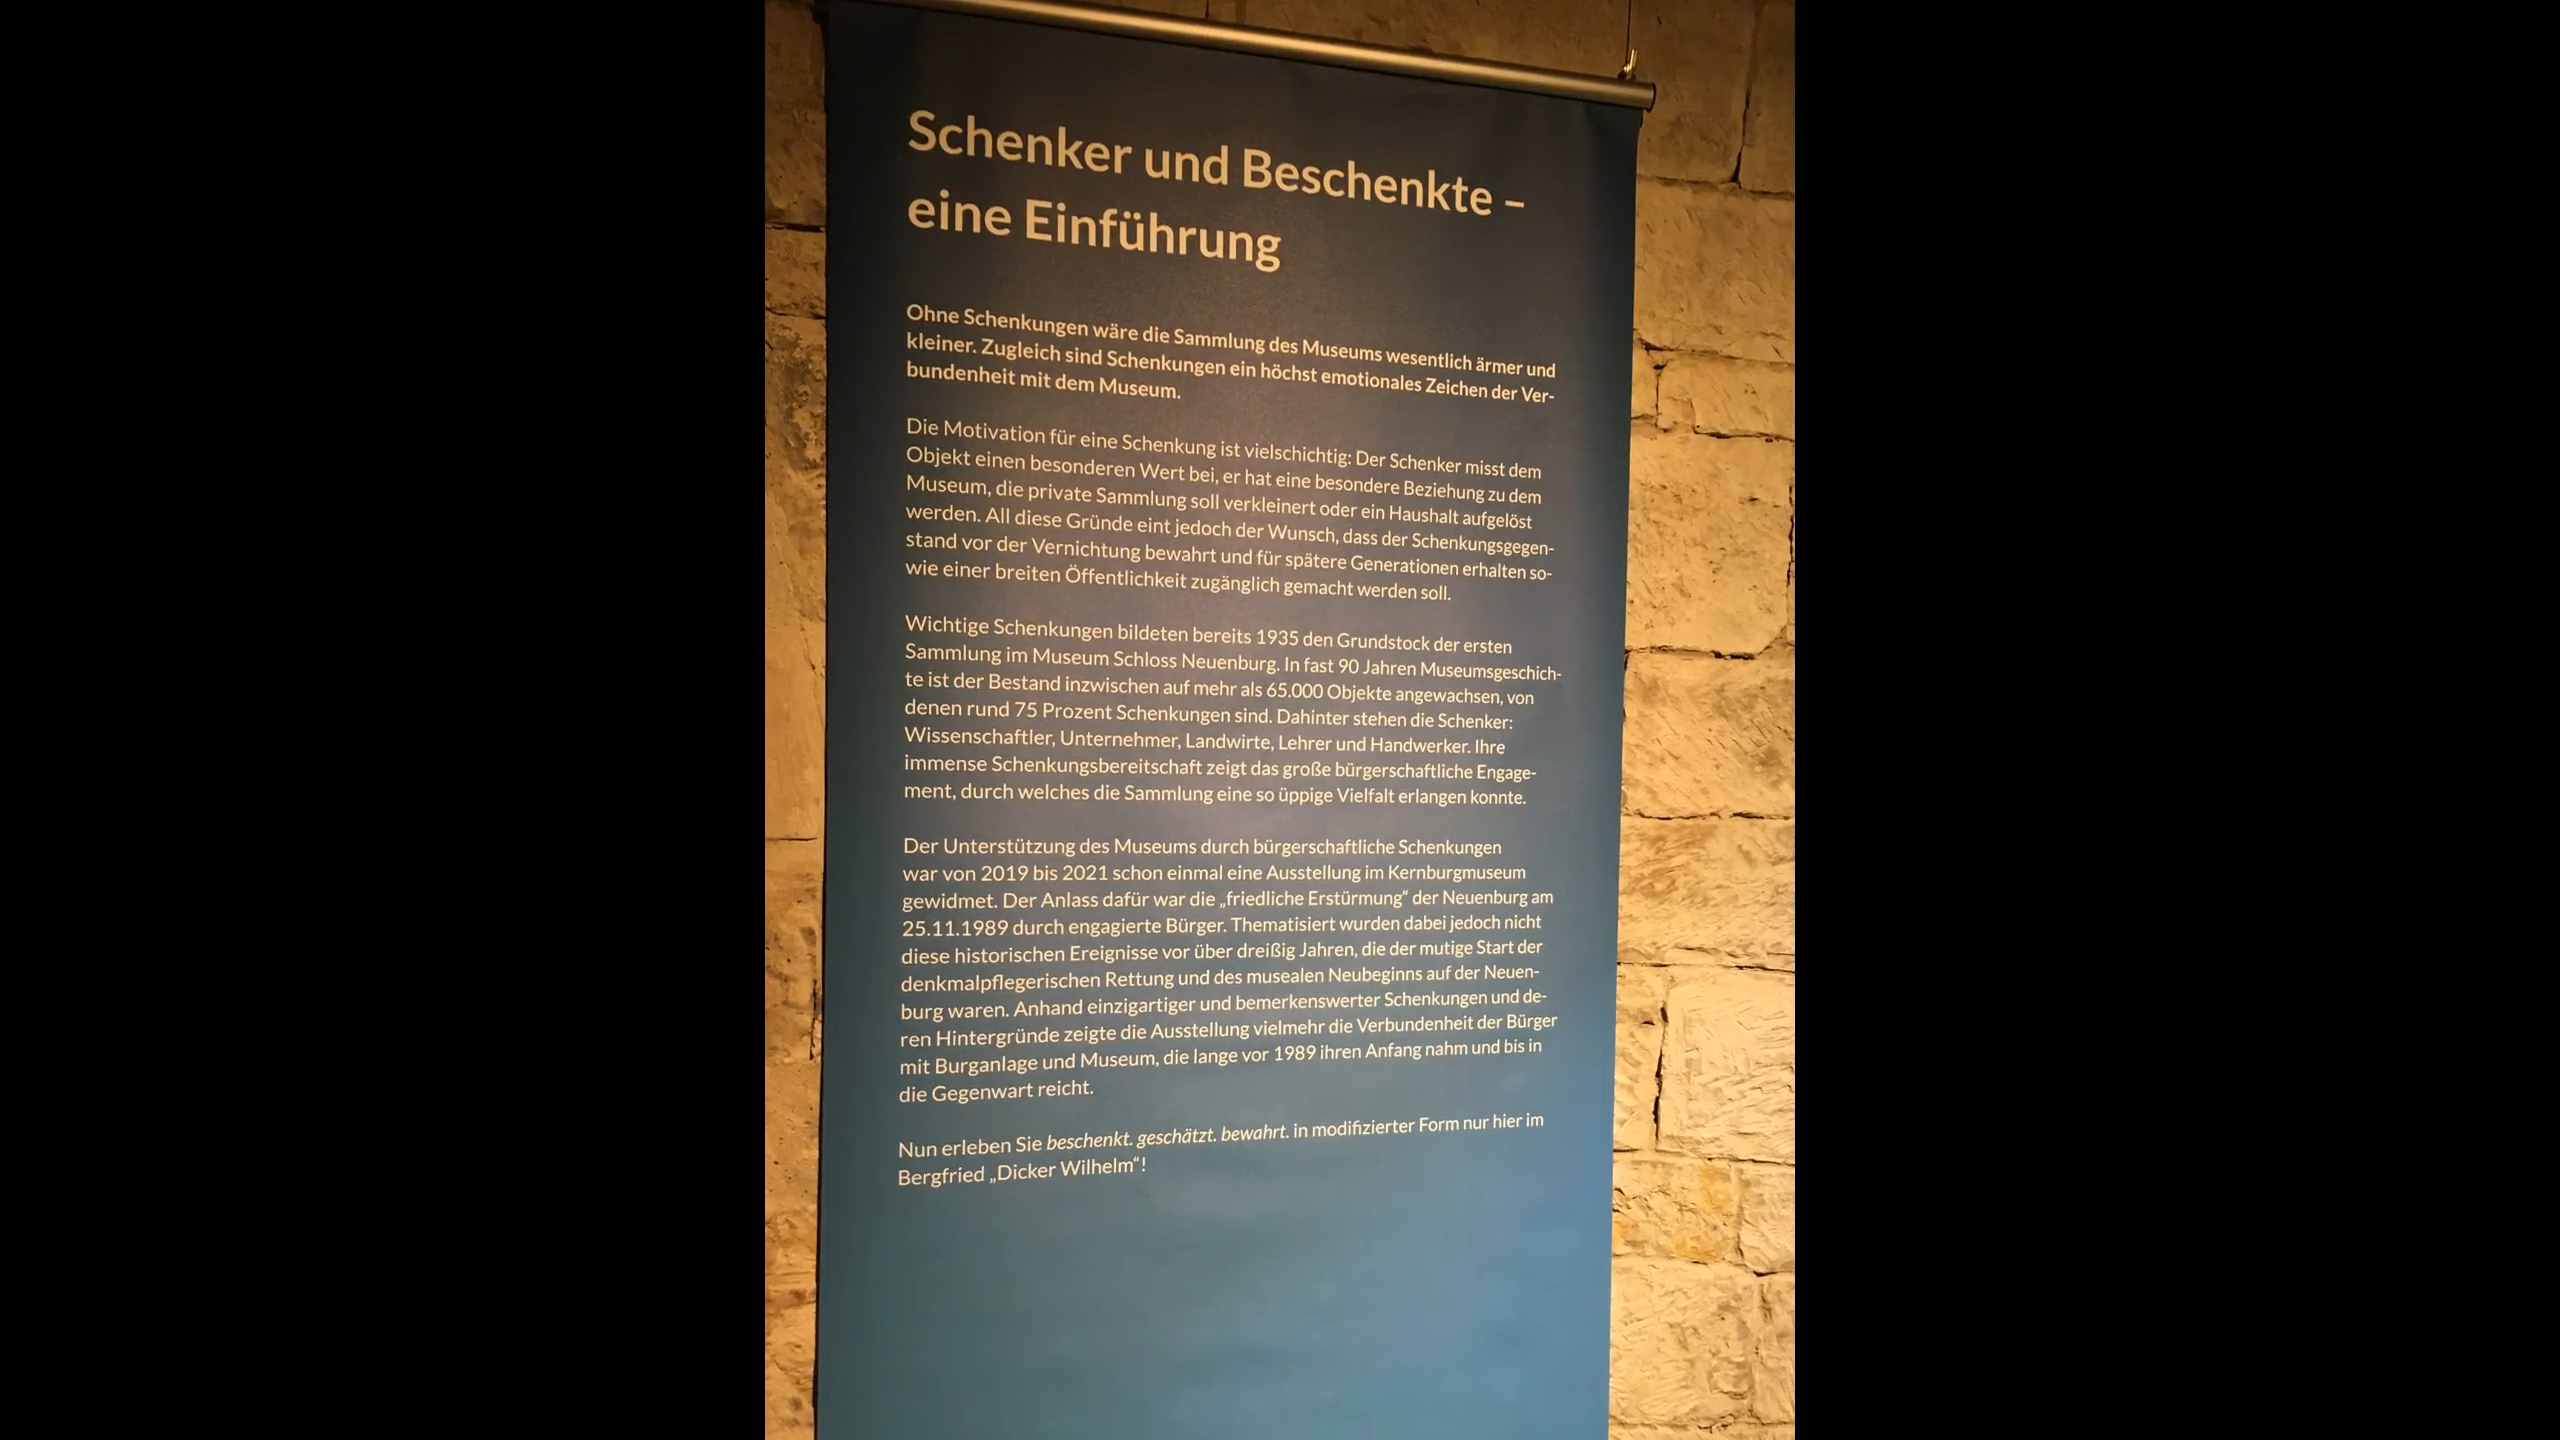 Schenker und Beschenkte –
eine Einführung
Ohne Schenkungen wäre die Sammlung des Museums wesentlich ärmer und
kleiner. Zugleich sind Schenkungen ein höchst emotionales Zeichen der Ver-
bundenheit mit dem Museum.
Die Motivation für eine Schenkung ist vielschichtig: Der Schenker misst dem
Objekt einen besonderen Wert bei, er hat eine besondere Beziehung zu dem
Museum, die private Sammlung soll verkleinert oder ein Haushalt aufgelöst
werden. All diese Gründe eint jedoch der Wunsch, dass der Schenkungsgegen-
stand vor der Vernichtung bewahrt und für spätere Generationen erhalten so-
wie einer breiten Öffentlichkeit zugänglich gemacht werden soll.
Wichtige Schenkungen bildeten bereits 1935 den Grundstock der ersten
Sammlung im Museum Schloss Neuenburg. In fast 90 Jahren Museumsgeschich-
te ist der Bestand inzwischen auf mehr als 65.000 Objekte angewachsen, von
denen rund 75 Prozent Schenkungen sind. Dahinter stehen die Schenker:
Wissenschaftler, Unternehmer, Landwirte, Lehrer und Handwerker. Ihre
immense Schenkungsbereitschaft zeigt das große bürgerschaftliche Engage-
ment, durch welches die Sammlung eine so üppige Vielfalt erlangen konnte.
Der Unterstützung des Museums durch bürgerschaftliche Schenkungen
war von 2019 bis 2021 schon einmal eine Ausstellung im Kernburgmuseum
gewidmet. Der Anlass dafür war die „friedliche Erstürmung“ der Neuenburg am
25.11.1989 durch engagierte Bürger. Thematisiert wurden dabei jedoch nicht
diese historischen Ereignisse vor über dreißig Jahren, die der mutige Start der
denkmalpflegerischen Rettung und des musealen Neubeginns auf der Neuen-
burg waren. Anhand einzigartiger und bemerkenswerter Schenkungen und de-
ren Hintergründe zeigte die Ausstellung vielmehr die Verbundenheit der Bürger
mit Burganlage und Museum, die lange vor 1989 ihren Anfang nahm und bis in
die Gegenwart reicht.
Nun erleben Sie beschenkt. geschätzt. bewahrt. in modifizierter Form nur hier im
Bergfried „Dicker Wilhelm“!